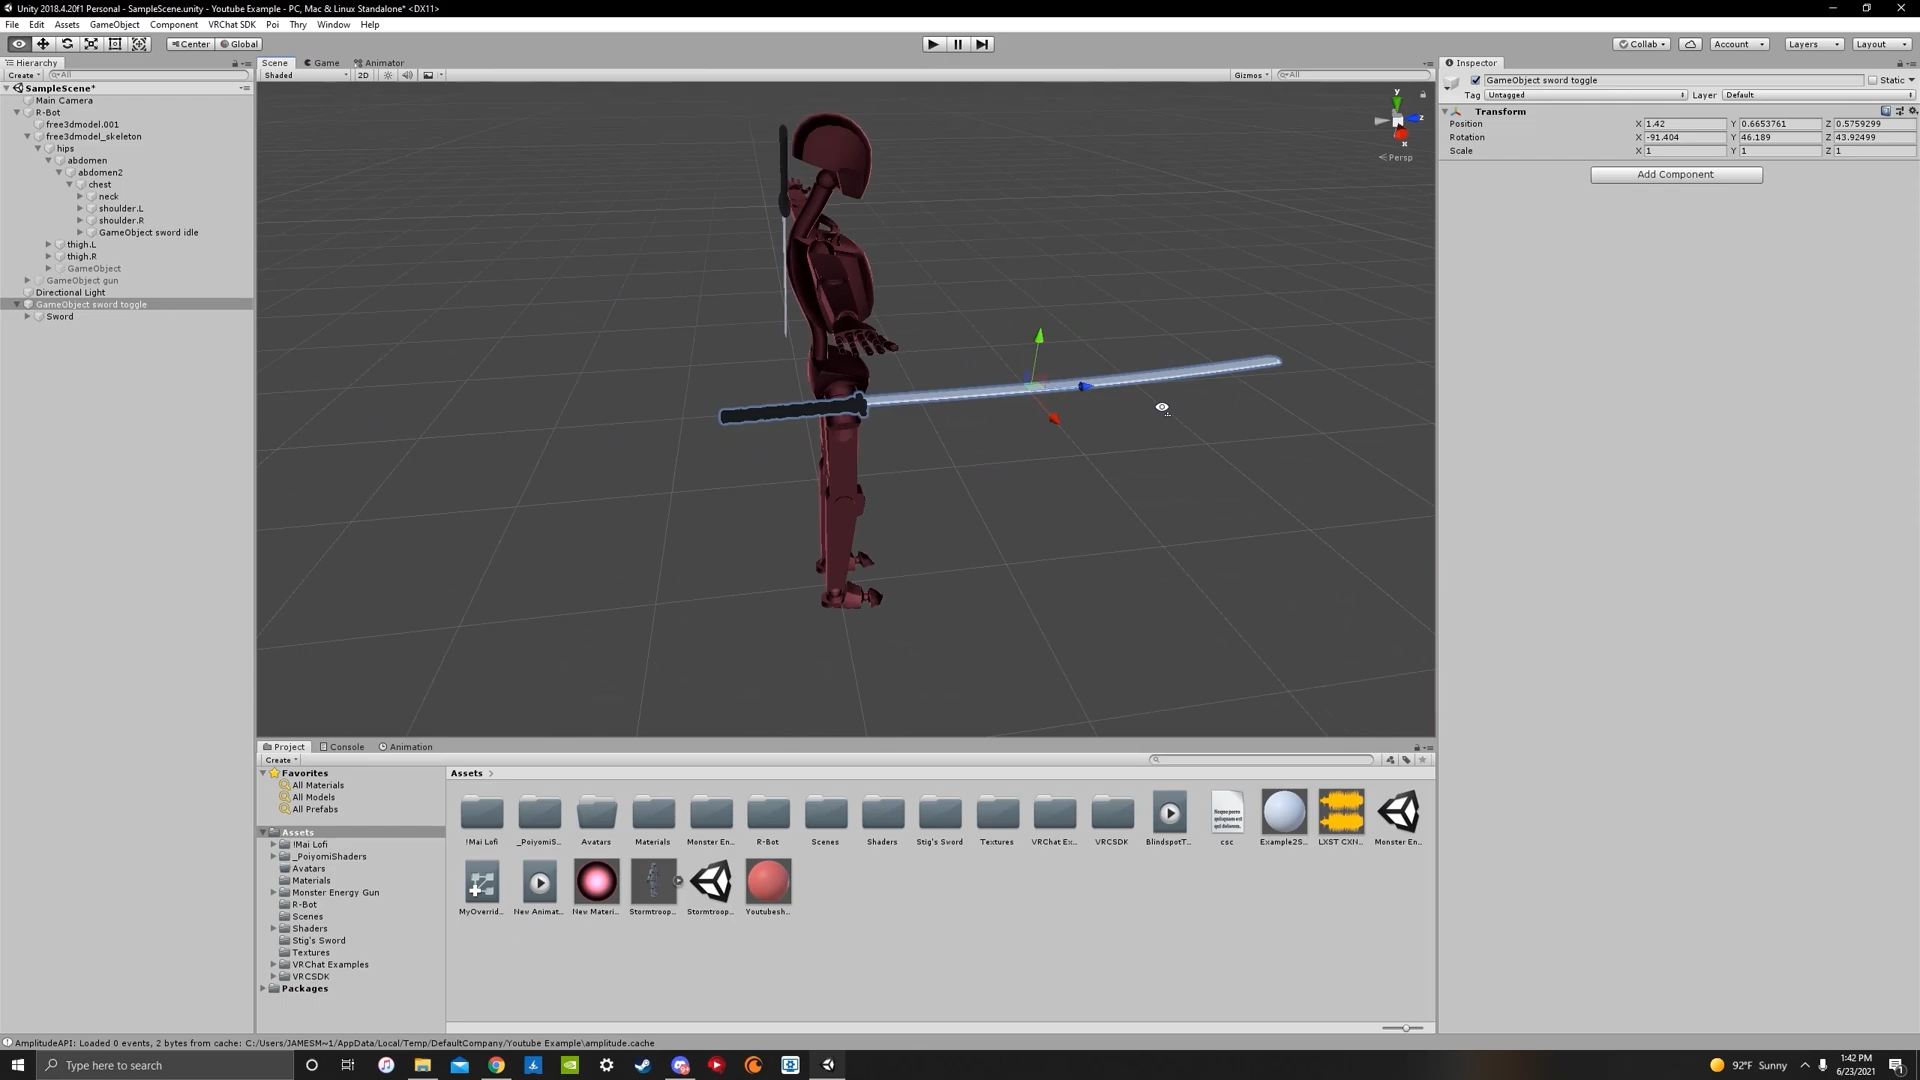 Unity 2018.4.20f1 Personal - SampleScene.unity - Youtube Example - PC, Mac & Linux Standalone* <DX11>
File Edit Assets GameObject Component VRChat SDK Poi Thry Window Help
Center Global Collab Account Layers Layout
Hierarchy Scene Game Animator Inspector
Create All Shaded 2D Gizmos All
GameObject sword toggle Static
Tag Untagged Layer Default
Transform
Position X 1.42 Y 0.6653761 Z 0.5759299
Rotation X -91.404 Y 46.189 Z 43.92499
Scale X 1 Y 1 Z 1
Add Component
SampleScene*
Main Camera
R-Bot
free3dmodel.001
free3dmodel_skeleton
hips
abdomen
abdomen2
chest
neck
shoulder.L
shoulder.R
GameObject sword idle
thigh.L
thigh.R
GameObject
GameObject gun
Directional Light
GameObject sword toggle
Sword
y
z
x
Persp
Project Console Animation
Create
Favorites
All Materials
All Models
All Prefabs
Assets
!Mai Lofi
_PoiyomiShaders
Avatars
Materials
Monster Energy Gun
R-Bot
Scenes
Shaders
Stig's Sword
Textures
VRChat Examples
VRCSDK
Packages
Assets
!Mai Lofi _PoiyomiS... Avatars Materials Monster En... R-Bot Scenes Shaders Stig's Sword Textures VRChat Ex... VRCSDK BlindspotT... csc Example2S... LXST CXN... Monster En...
MyOverrid... New Animat... New Materi... Stormtroop... Stormtroop... Youtubesh...
AmplitudeAPI: Loaded 0 events, 2 bytes from cache: C:/Users/JAMESM~1/AppData/Local/Temp/DefaultCompany/Youtube Example\amplitude.cache
Type here to search
92°F Sunny
1:42 PM
6/23/2021